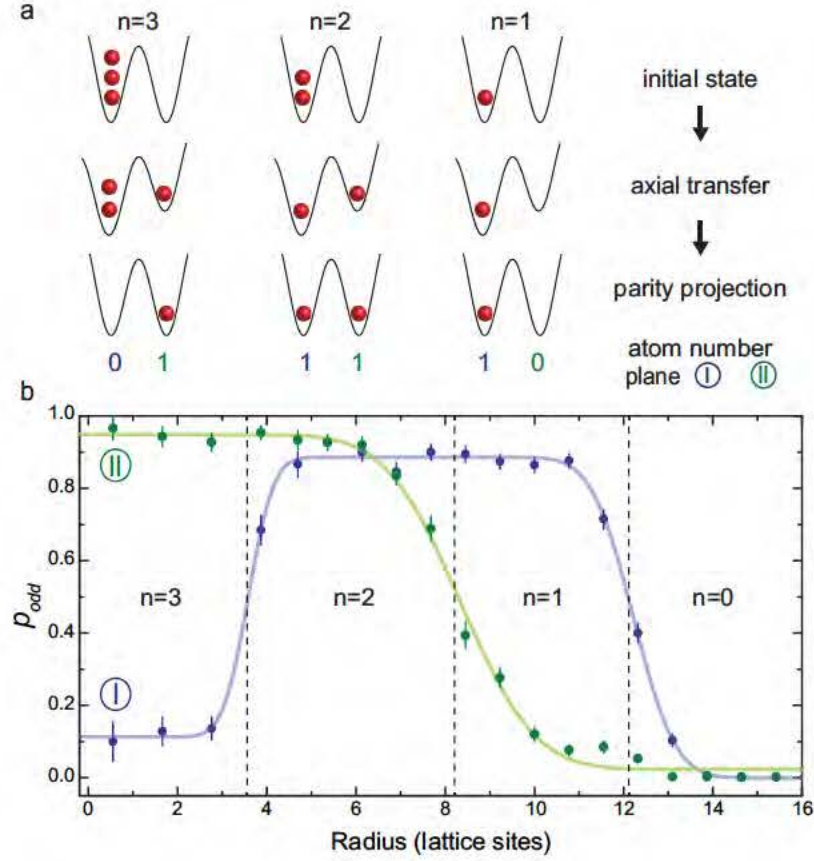 a
n=3 n=2 n=1
initial state
axial transfer
parity projection
0 1 1 1 1 0
atom number
plane I II
b
1.0
II
0.8
0.6
n=3 n=2 n=1 n=0
podd
0.4
I
0.2
0.0
0 2 4 6 8 10 12 14 16
Radius (lattice sites)